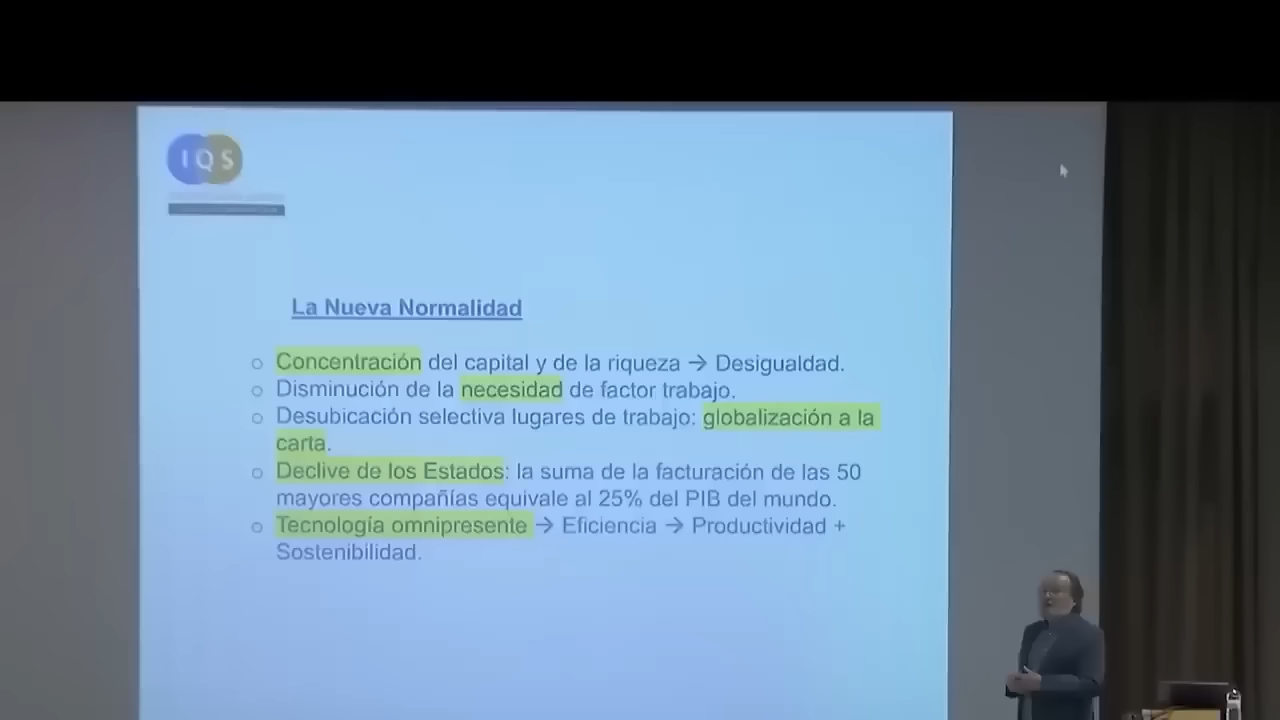 IQS
La Nueva Normalidad
o Concentración del capital y de la riqueza → Desigualdad.
o Disminución de la necesidad de factor trabajo.
o Desubicación selectiva lugares de trabajo: globalización a la
carta.
o Declive de los Estados: la suma de la facturación de las 50
mayores compañías equivale al 25% del PIB del mundo.
o Tecnología omnipresente → Eficiencia → Productividad +
Sostenibilidad.